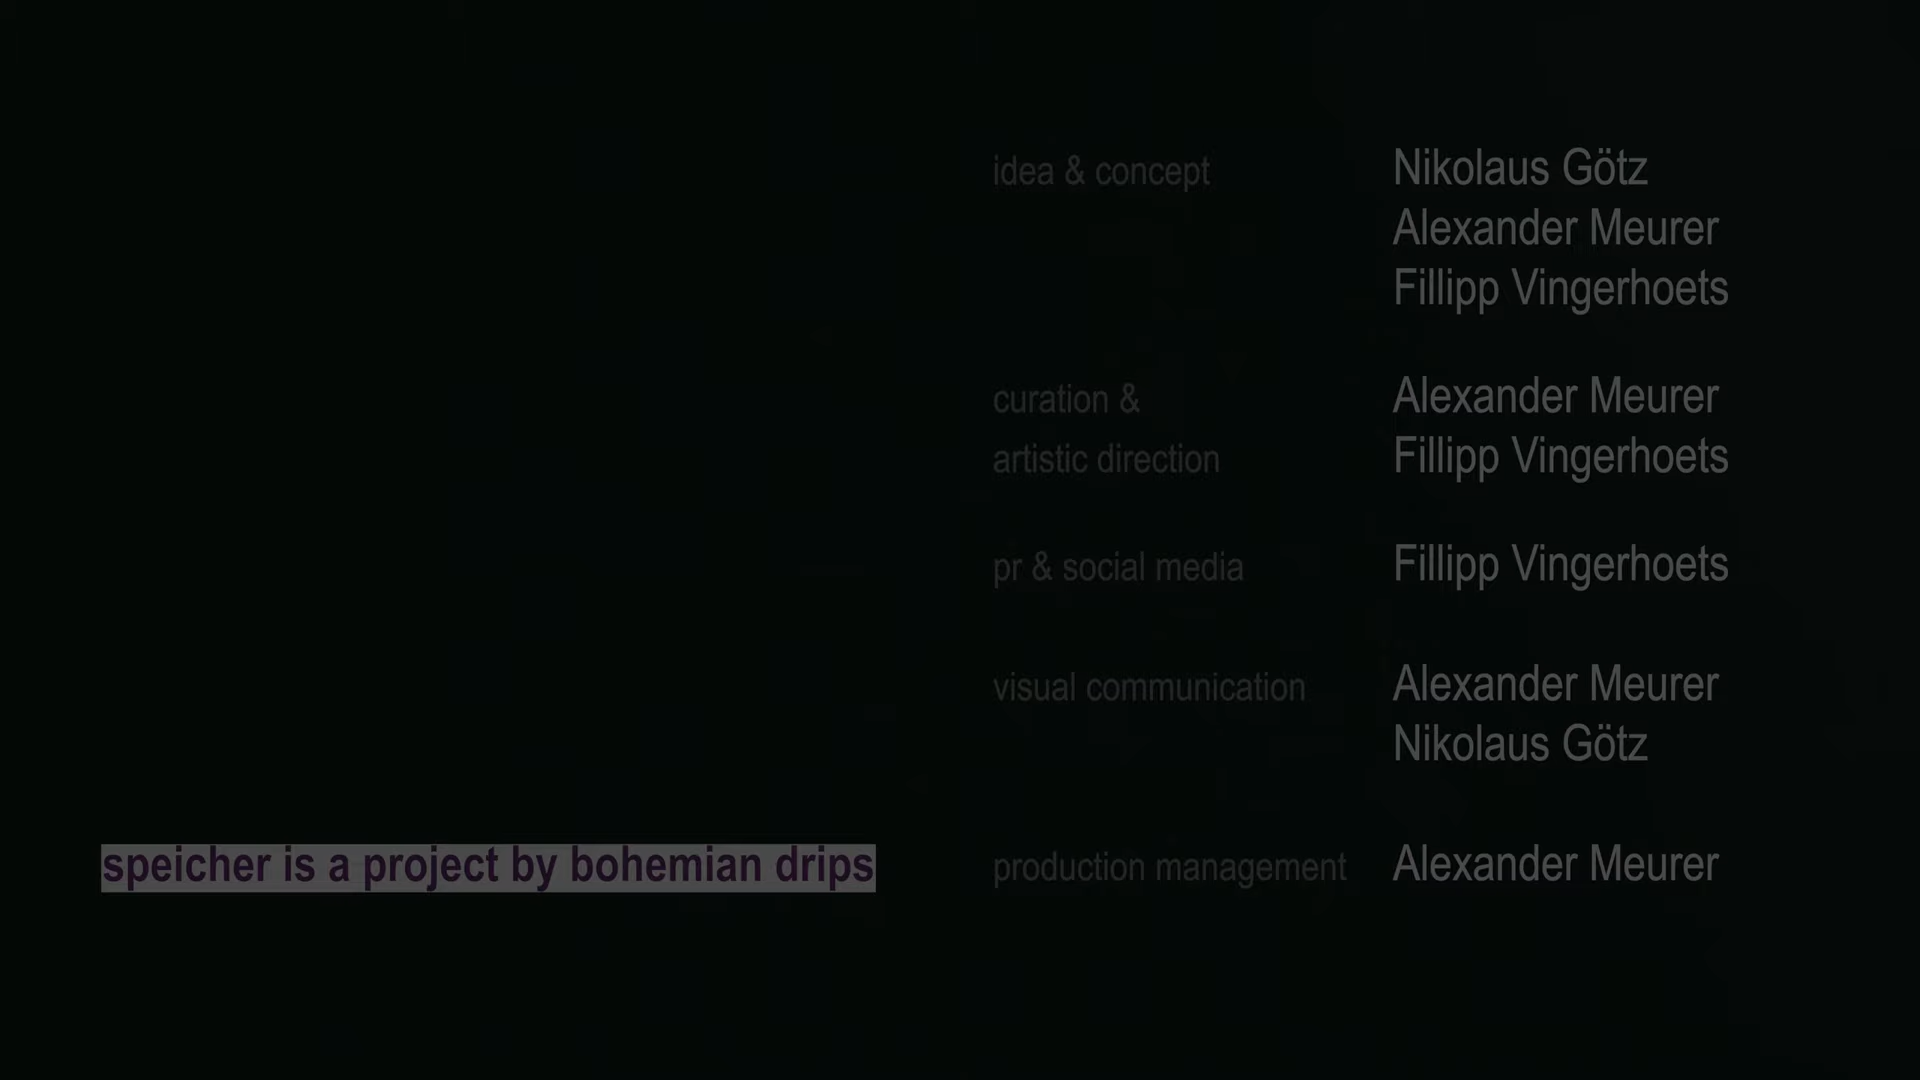 idea & concept Nikolaus Götz
Alexander Meurer
Fillipp Vingerhoets
curation & Alexander Meurer
artistic direction Fillipp Vingerhoets
pr & social media Fillipp Vingerhoets
visual communication Alexander Meurer
Nikolaus Götz
speicher is a project by bohemian drips
production management Alexander Meurer